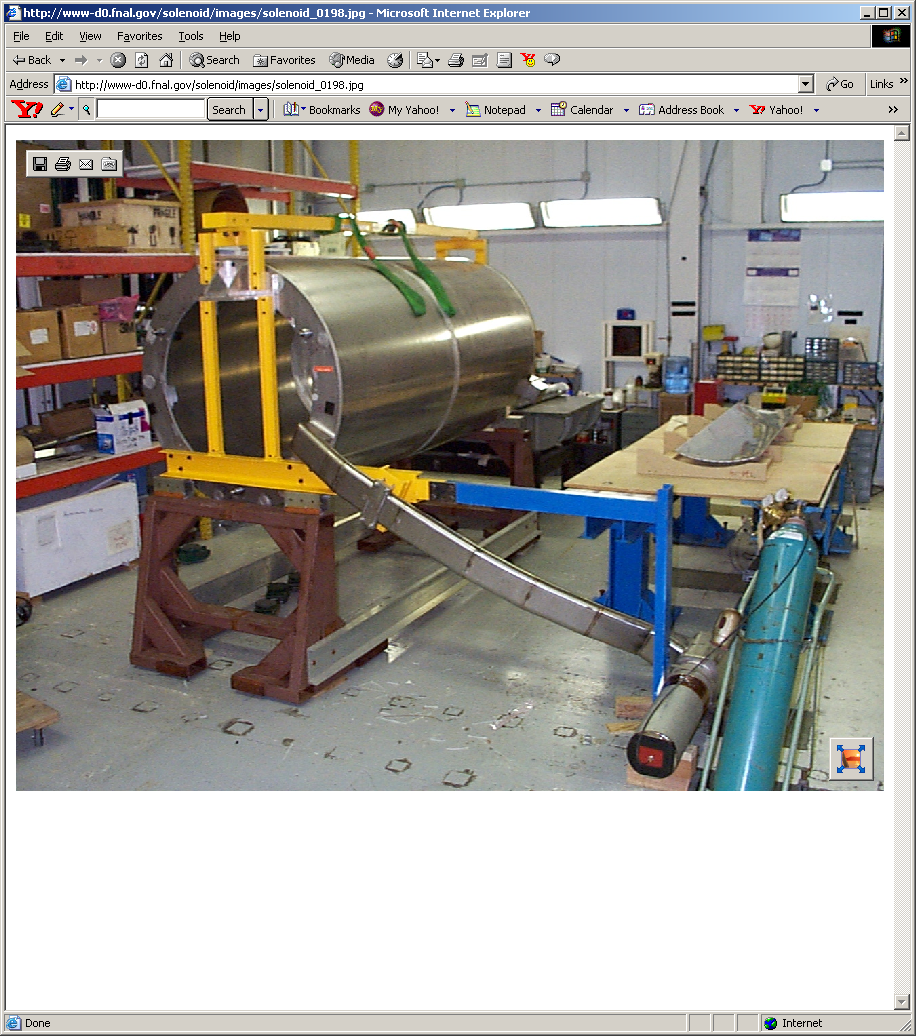 http://www-d0.fnal.gov/solenoid/images/solenoid_0198.jpg - Microsoft Internet Explorer
File Edit View Favorites Tools Help
Back Search Favorites Media
Address http://www-d0.fnal.gov/solenoid/images/solenoid_0198.jpg Go Links »
Y! Search Bookmarks My Yahoo! Notepad Calendar Address Book Y! Yahoo! »
FRAGILE
Done Internet